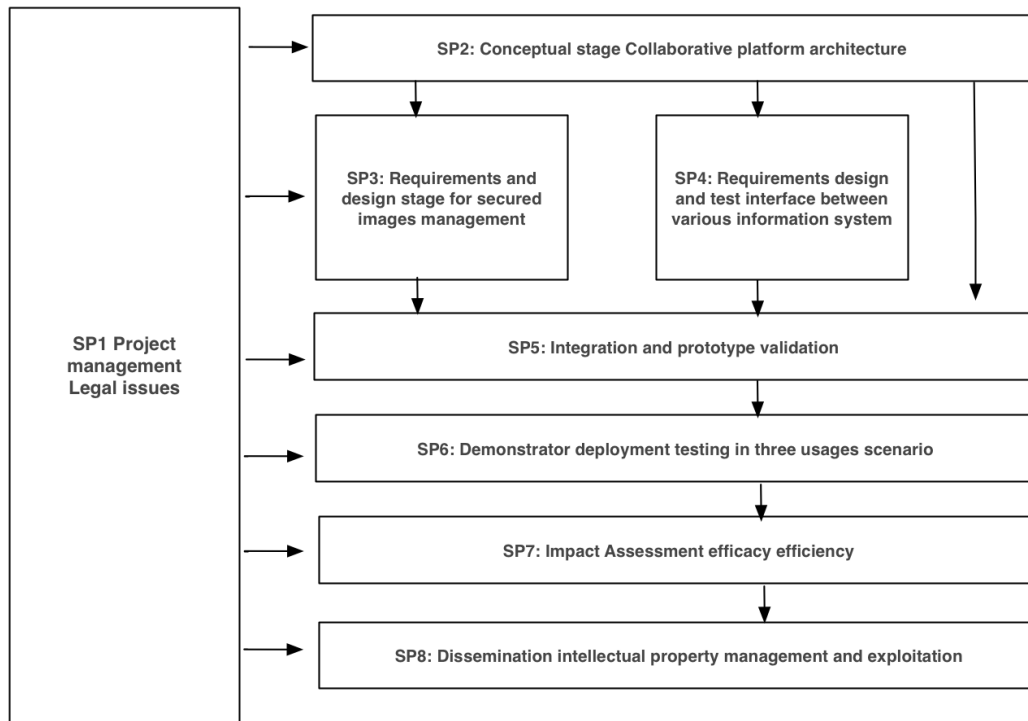 SP2: Conceptual stage Collaborative platform architecture
SP3: Requirements and
design stage for secured
images management
SP4: Requirements design
and test interface between
various information system
SP1 Project
management
Legal issues
SP5: Integration and prototype validation
SP6: Demonstrator deployment testing in three usages scenario
SP7: Impact Assessment efficacy efficiency
SP8: Dissemination intellectual property management and exploitation